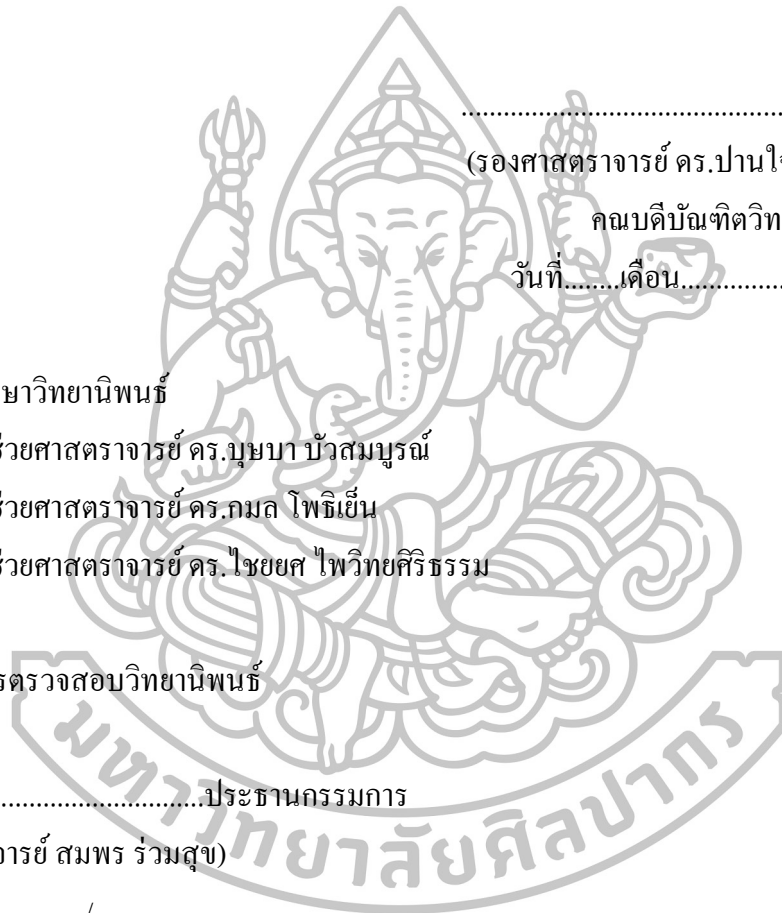 ............................................
(รองศาสตราจารย์ ดร.ปานใจ
คณบดีบัณฑิตวิท
วันที่........เดือน...............
ษาวิทยานิพนธ์
ช่วยศาสตราจารย์ ดร.บุษบา บัวสมบูรณ์
ช่วยศาสตราจารย์ ดร.กมล โพธิเย็น
ช่วยศาสตราจารย์ ดร.ไชยยศ ไพวิทยศิริธรรม
รตรวจสอบวิทยานิพนธ์
.............................ประธานกรรมการ
จารย์ สมพร ร่วมสุข)
/
มหาวิทยาลัยศิลปากร